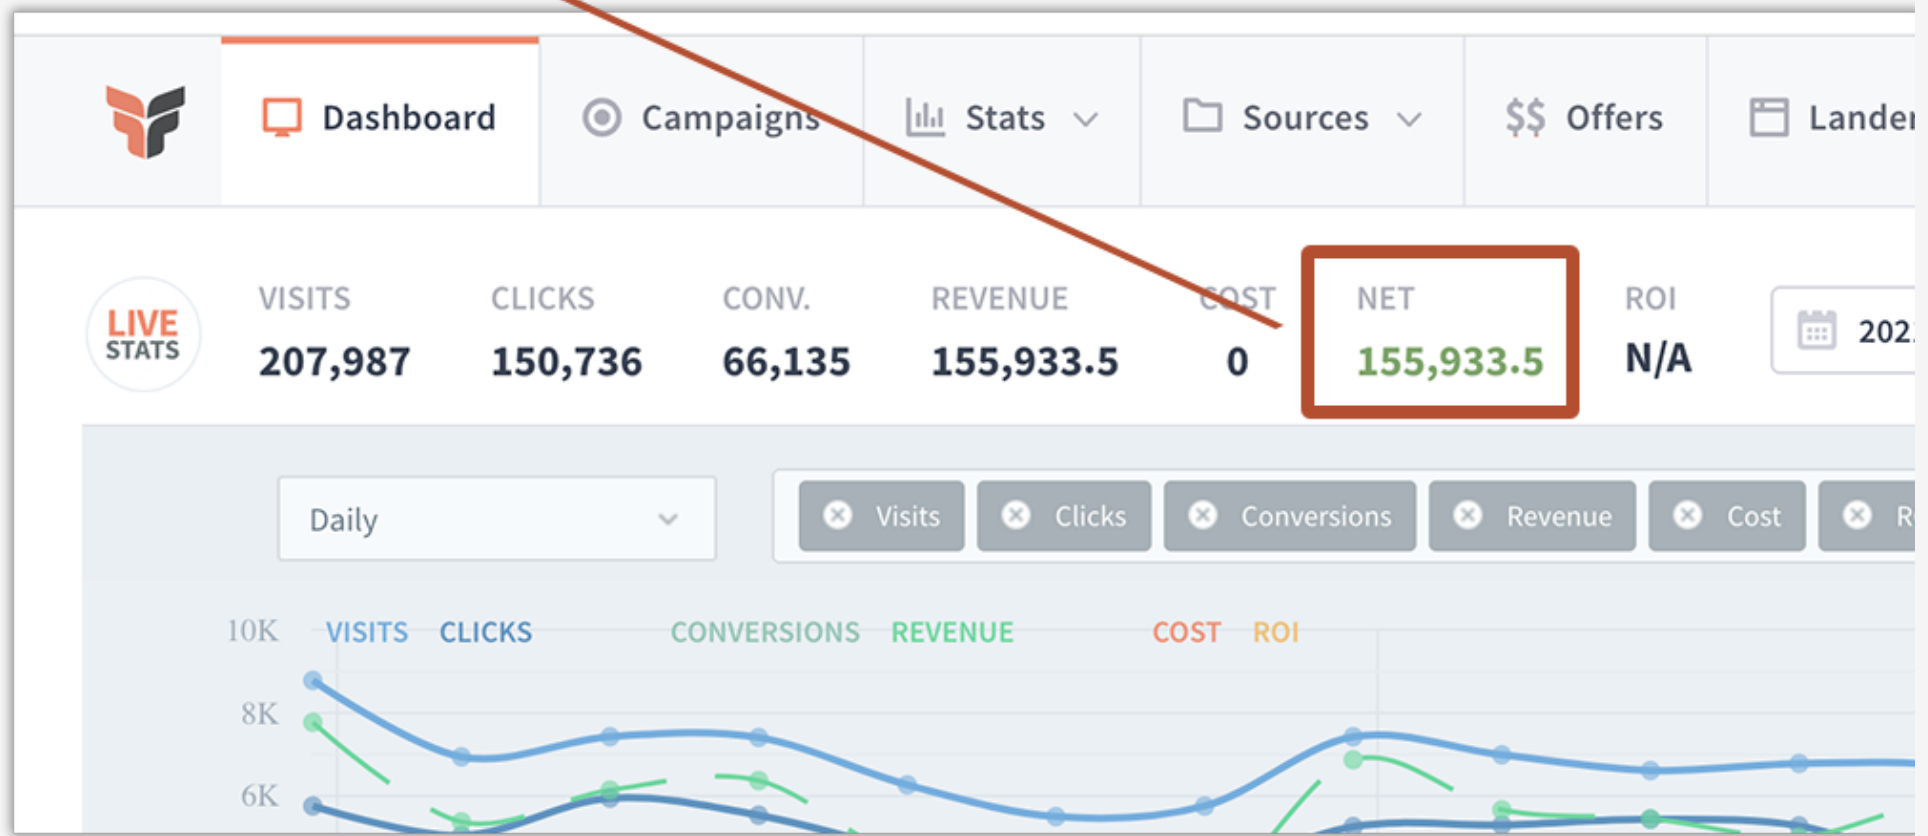 Dashboard Campaigns Stats Sources $$ Offers Lander
LIVE STATS
VISITS CLICKS CONV. REVENUE COST NET ROI
207,987 150,736 66,135 155,933.5 0 155,933.5 N/A 202
Daily Visits Clicks Conversions Revenue Cost R
10K VISITS CLICKS CONVERSIONS REVENUE COST ROI
8K
6K